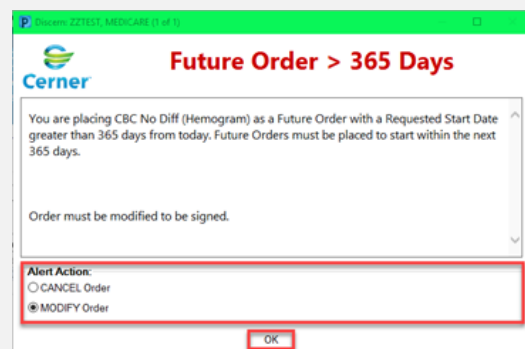 Discern: ZZTEST, MEDICARE (1 of 1)
Cerner
Future Order > 365 Days
You are placing CBC No Diff (Hemogram) as a Future Order with a Requested Start Date
greater than 365 days from today. Future Orders must be placed to start within the next
365 days.
Order must be modified to be signed.
Alert Action:
CANCEL Order
MODIFY Order
OK